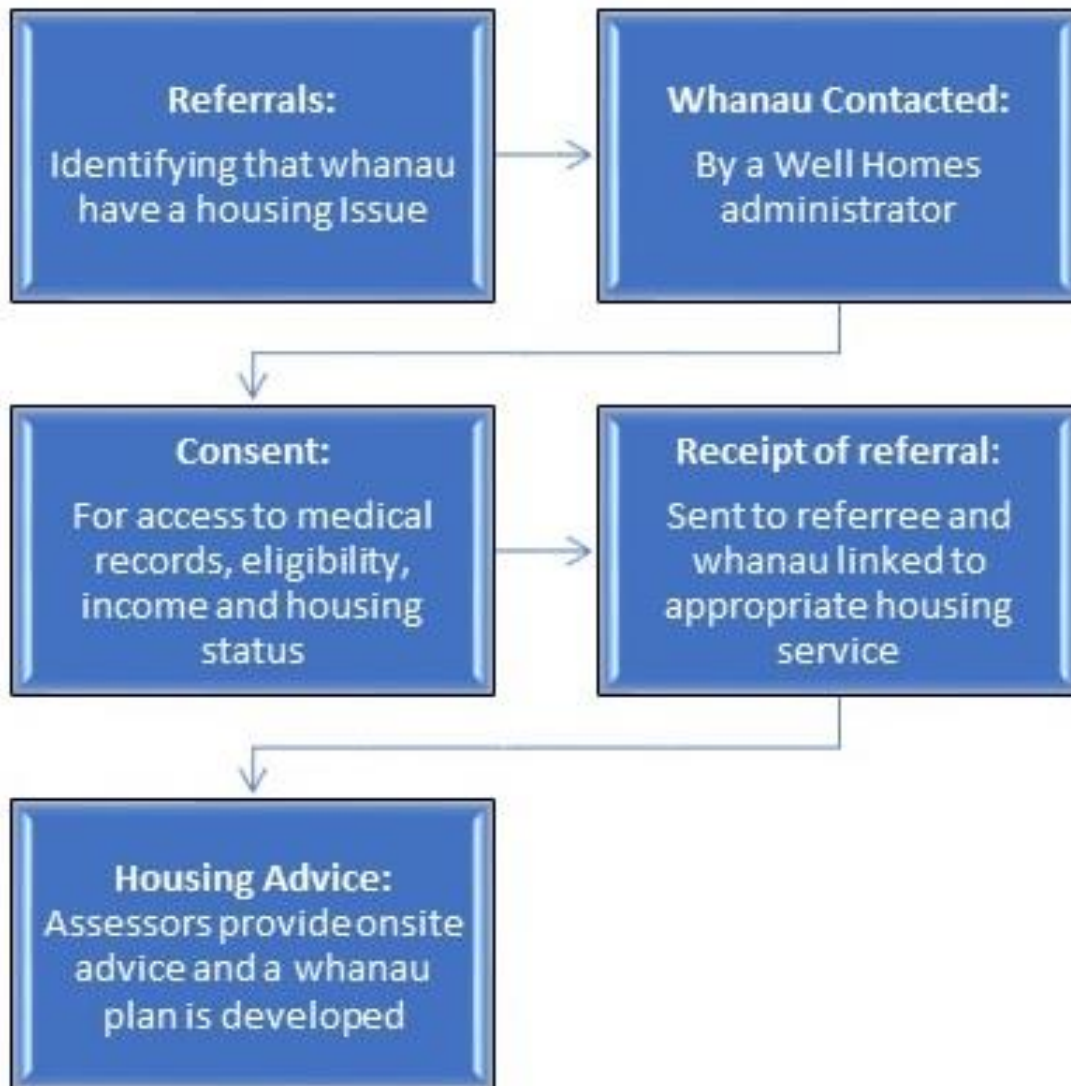 Referrals:
Identifying that whanau
have a housing Issue
Whanau Contacted:
By a Well Homes
administrator
Consent:
For access to medical
records, eligibility,
income and housing
status
Receipt of referral:
Sent to referree and
whanau linked to
appropriate housing
service
Housing Advice:
Assessors provide onsite
advice and a whanau
plan is developed